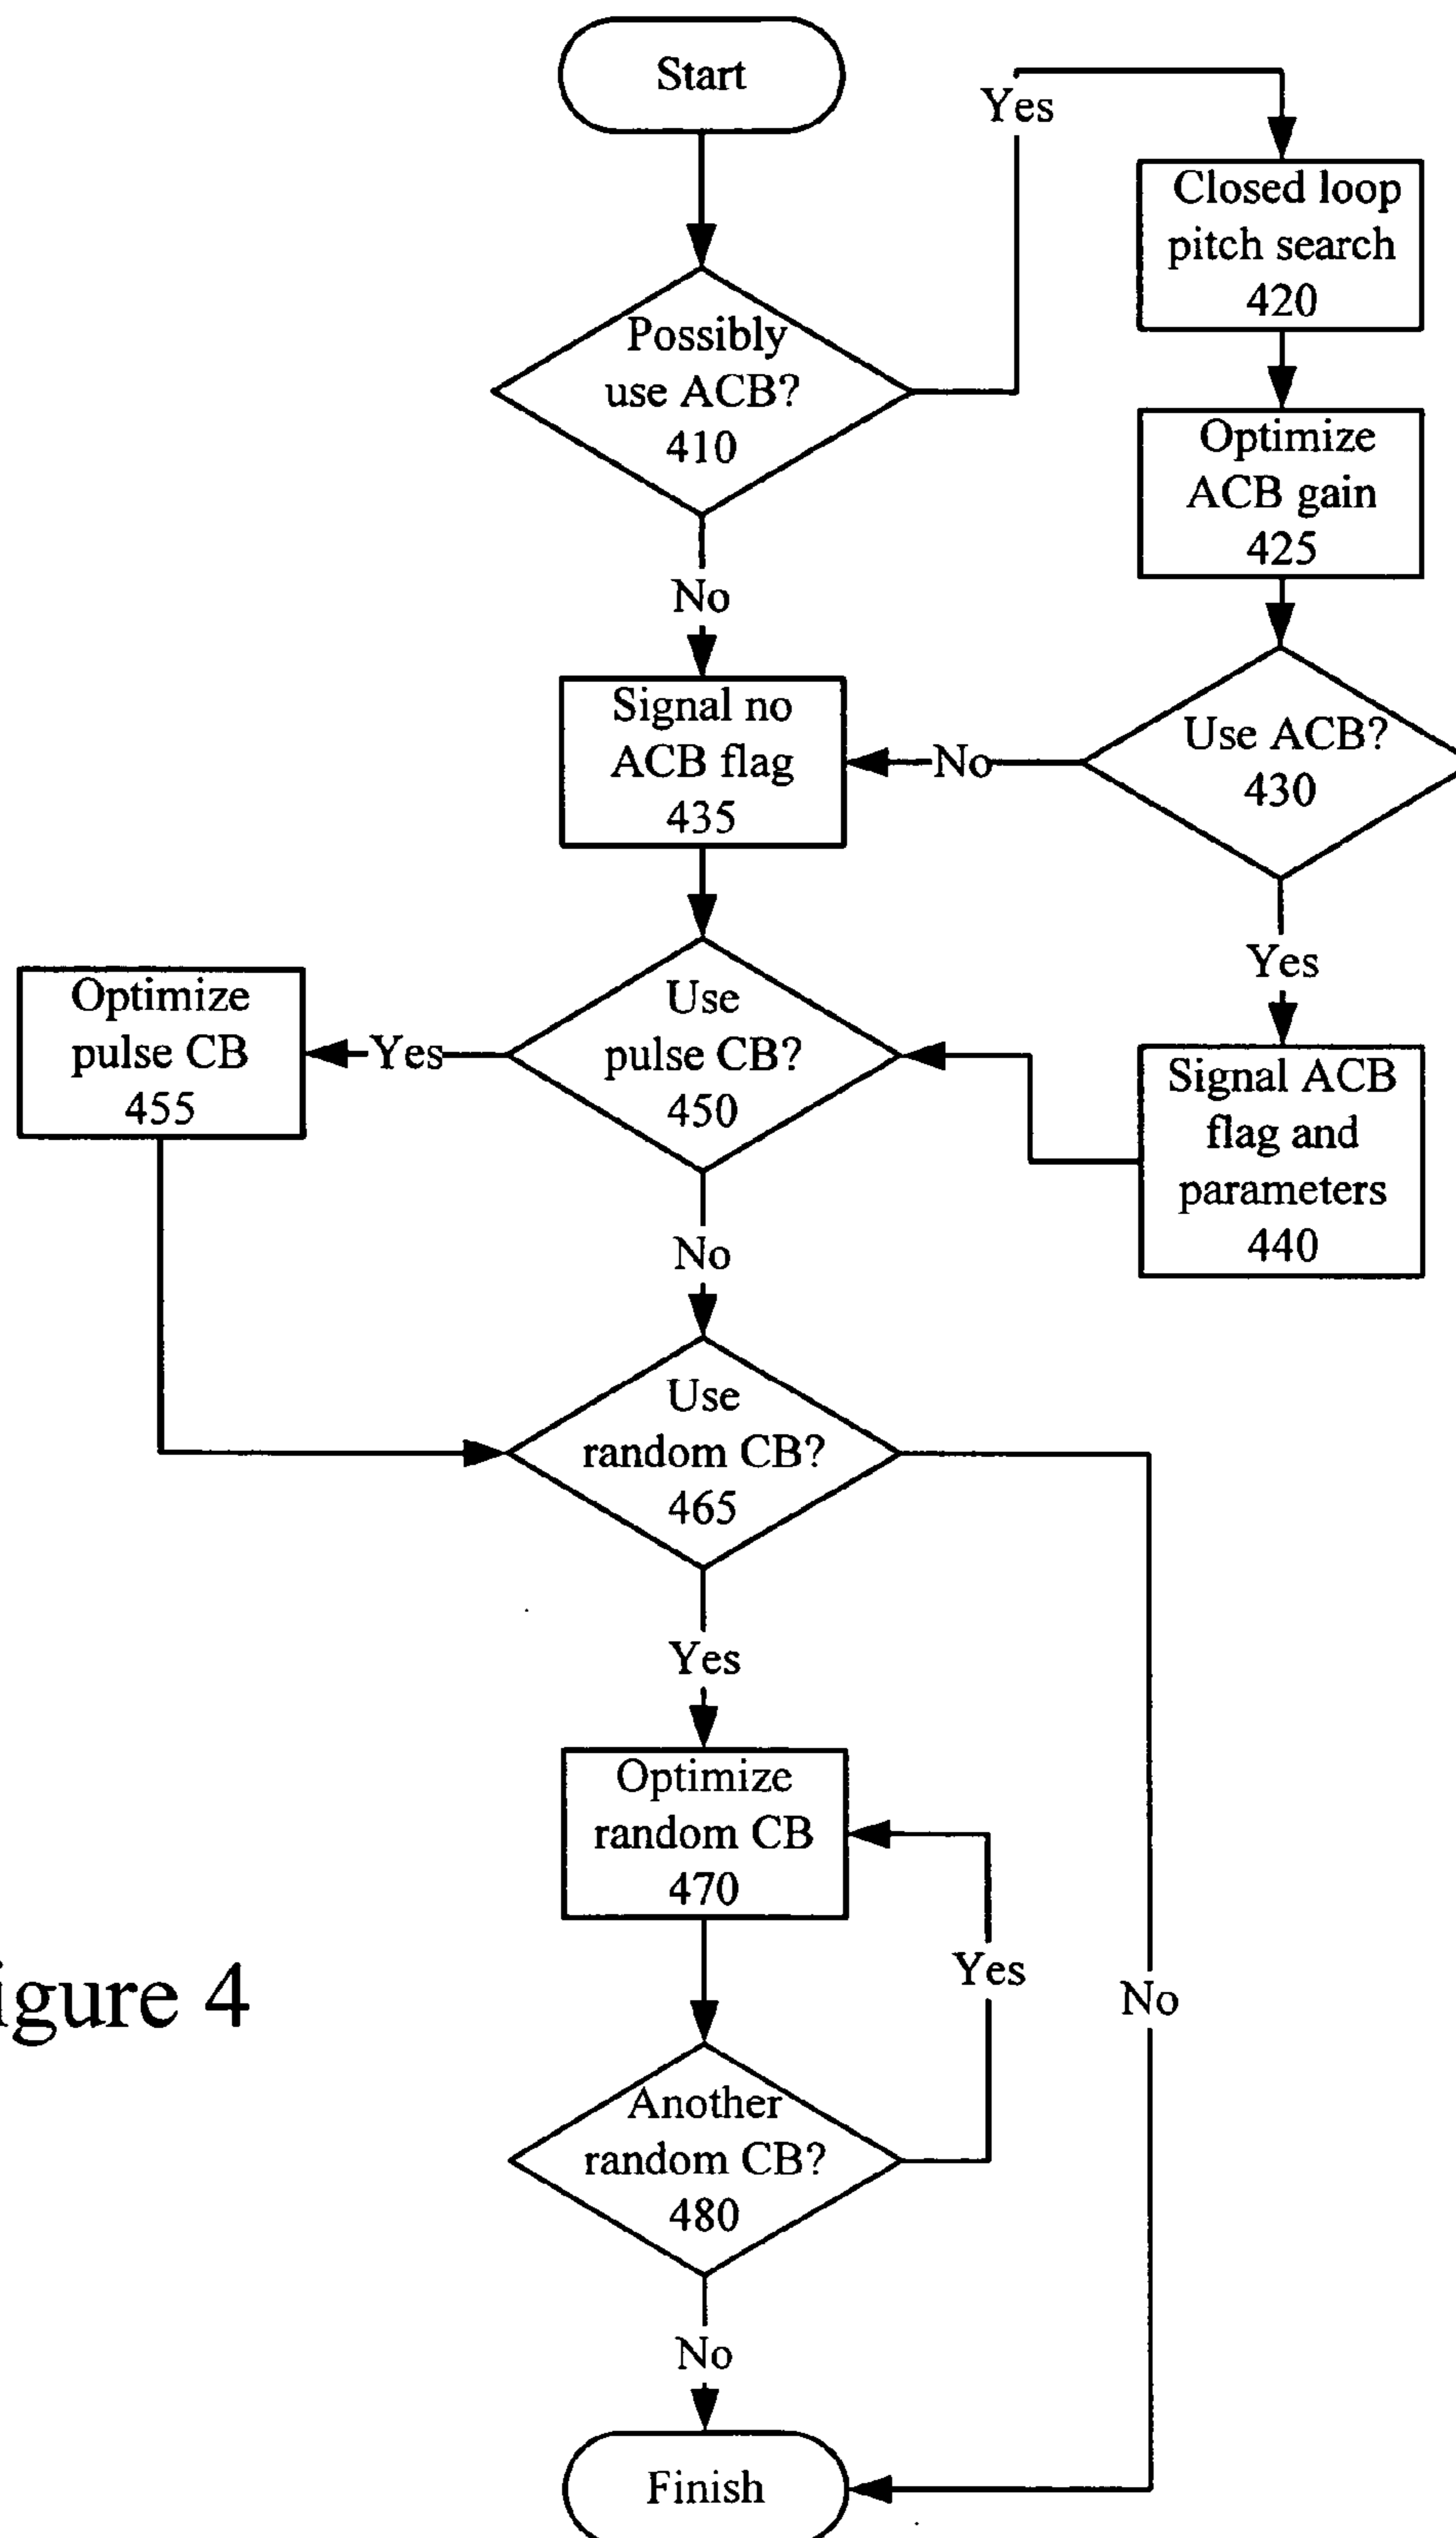 Start
Yes
Closed loop
pitch search
420
Possibly
use ACB?
410
Optimize
ACB gain
425
No
Signal no
ACB flag
435
No
Use ACB?
430
Yes
Optimize
pulse CB
455
Yes
Use
pulse CB?
450
Signal ACB
flag and
parameters
440
No
Use
random CB?
465
Yes
Optimize
random CB
470
Yes
No
igure 4
Another
random CB?
480
No
Finish